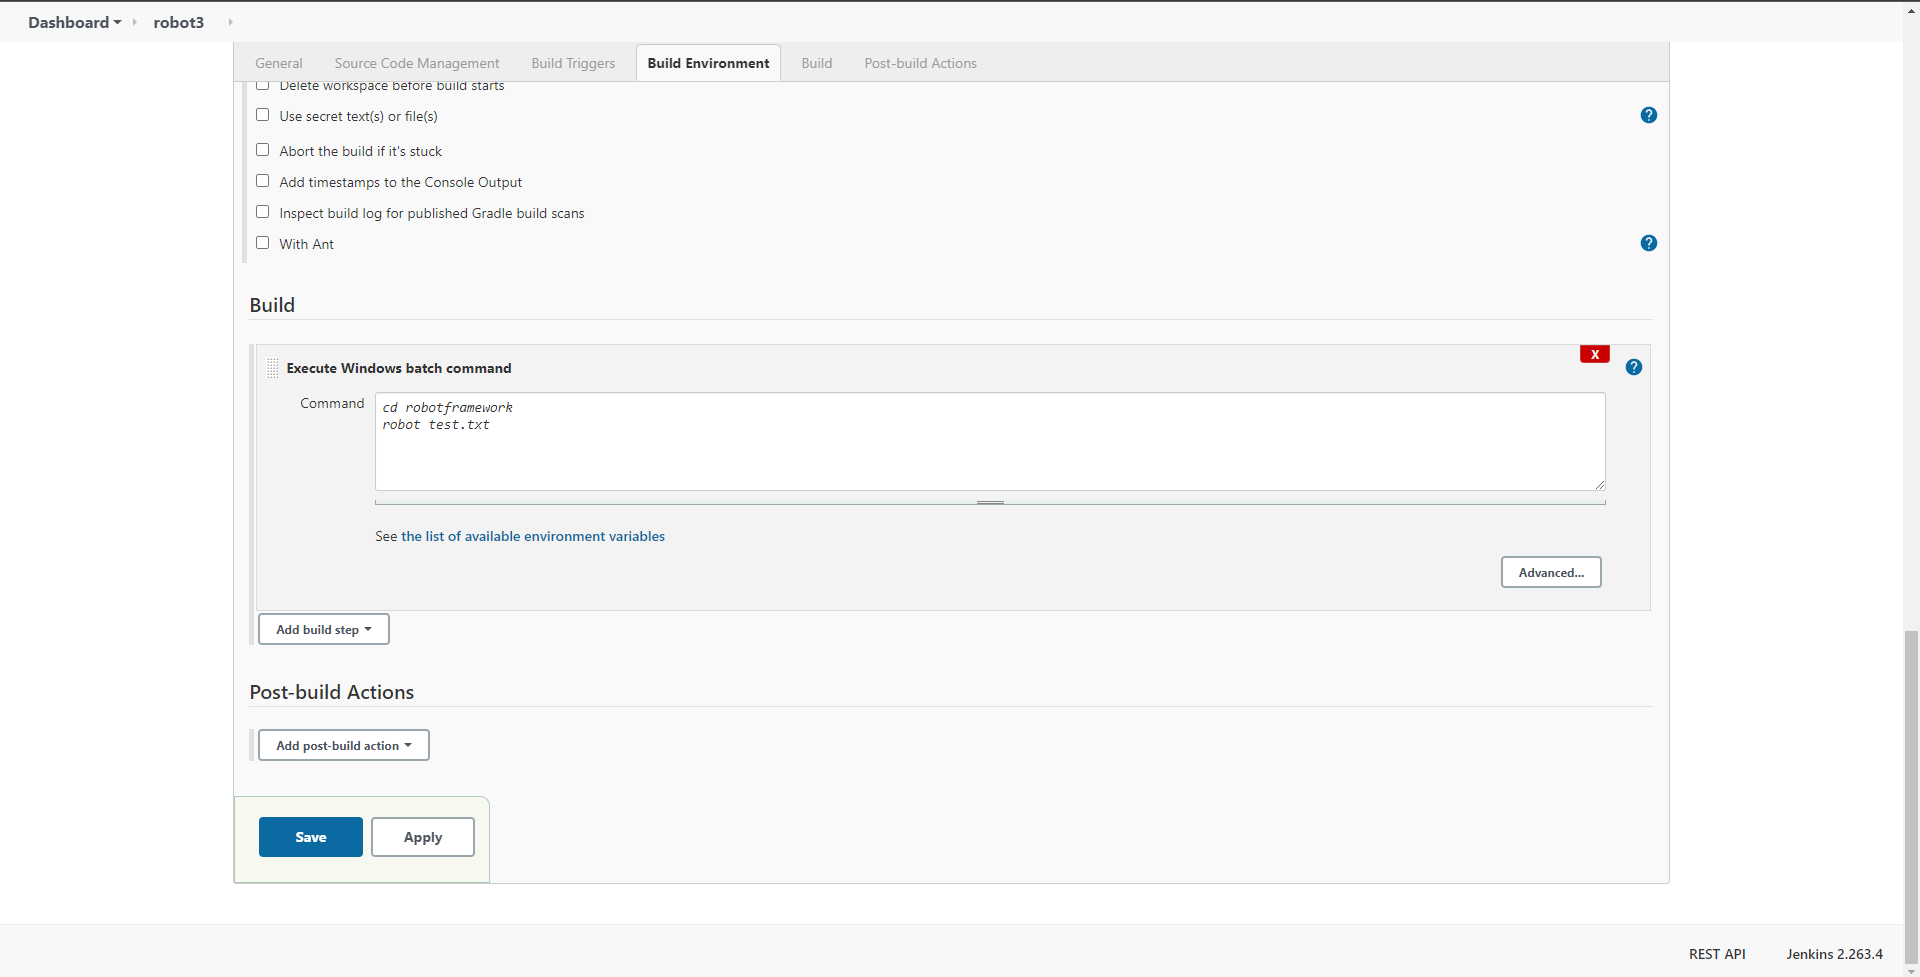 Dashboard robot3
General Source Code Management Build Triggers Build Environment Build Post-build Actions
Delete workspace before build starts
Use secret text(s) or file(s) ?
Abort the build if it's stuck
Add timestamps to the Console Output
Inspect build log for published Gradle build scans
With Ant ?
Build
X
Execute Windows batch command ?
Command
cd robotframework
robot test.txt
See the list of available environment variables
Advanced...
Add build step
Post-build Actions
Add post-build action
Save Apply
REST API Jenkins 2.263.4